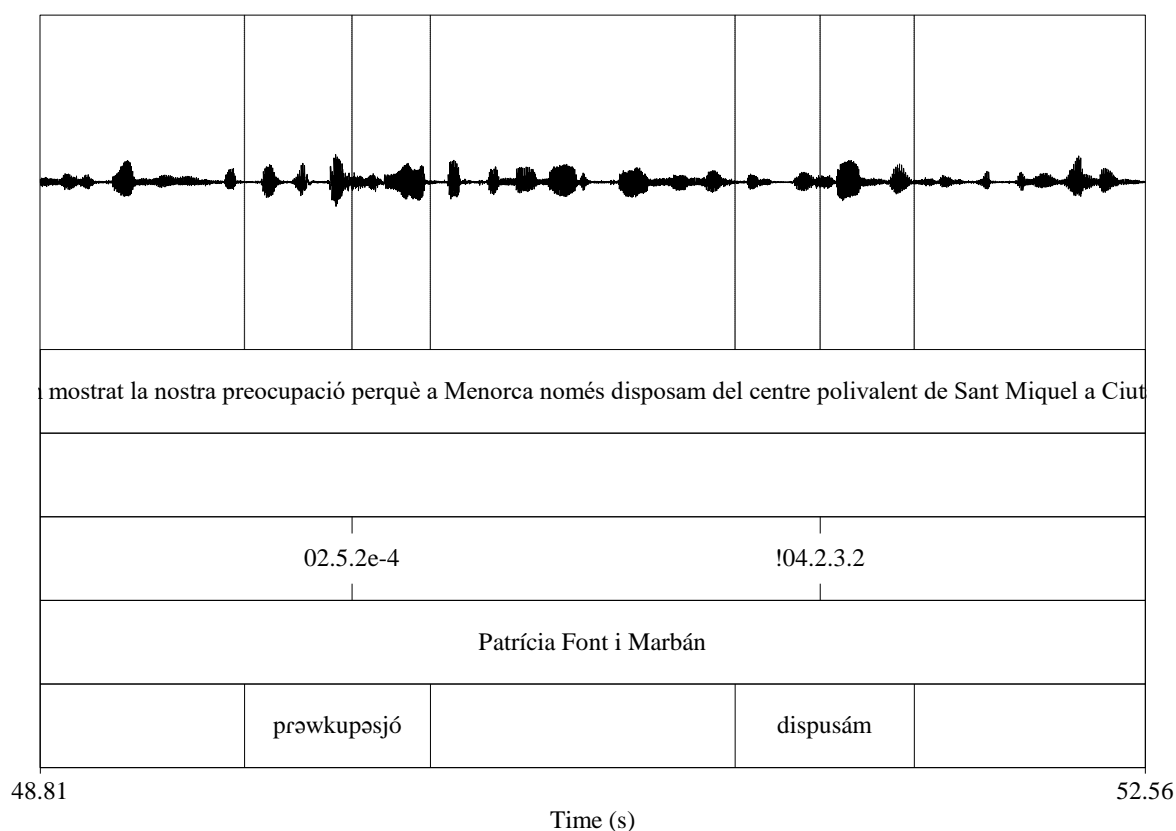 mostrat la nostra preocupació perquè a Menorca només disposam del centre polivalent de Sant Miquel a Ciut
02.5.2e-4 !04.2.3.2
Patrícia Font i Marbán
pɾəwkupəsjó dispusám
48.81 52.56
Time (s)